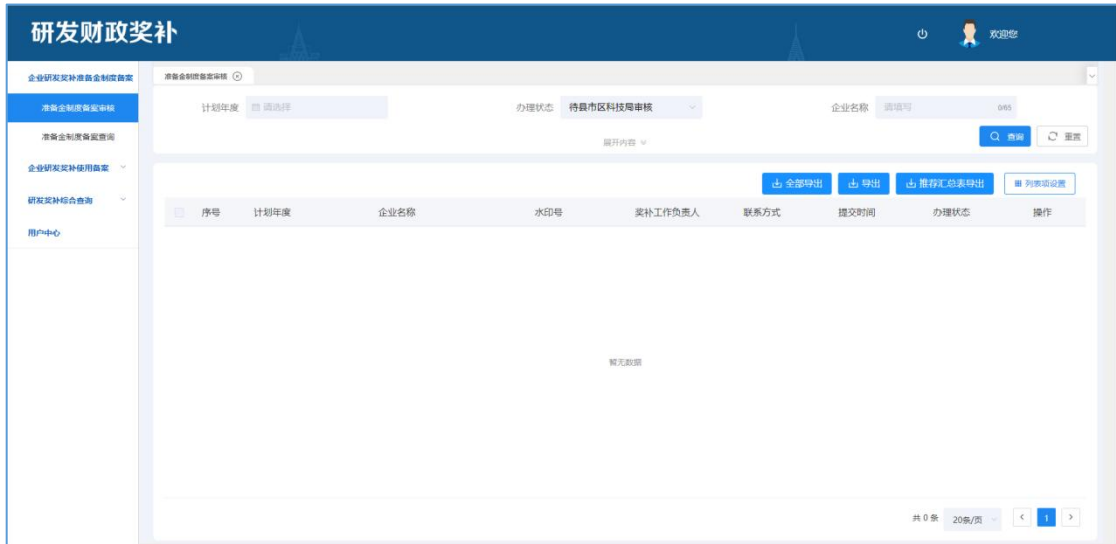 研发财政奖补
欢迎您
企业研发奖补准备金制度备案
准备金制度备案审核
准备金制度备案查询
企业研发奖补使用备案
研发奖补综合查询
用户中心
准备金制度备案审核
计划年度 请选择 办理状态 待县市区科技局审核 企业名称 请填写 0/65
展开内容
查询 重置
全部导出 导出 推荐汇总表导出 列表项设置
序号 计划年度 企业名称 水印号 奖补工作负责人 联系方式 提交时间 办理状态 操作
暂无数据
共 0 条 20条/页 1